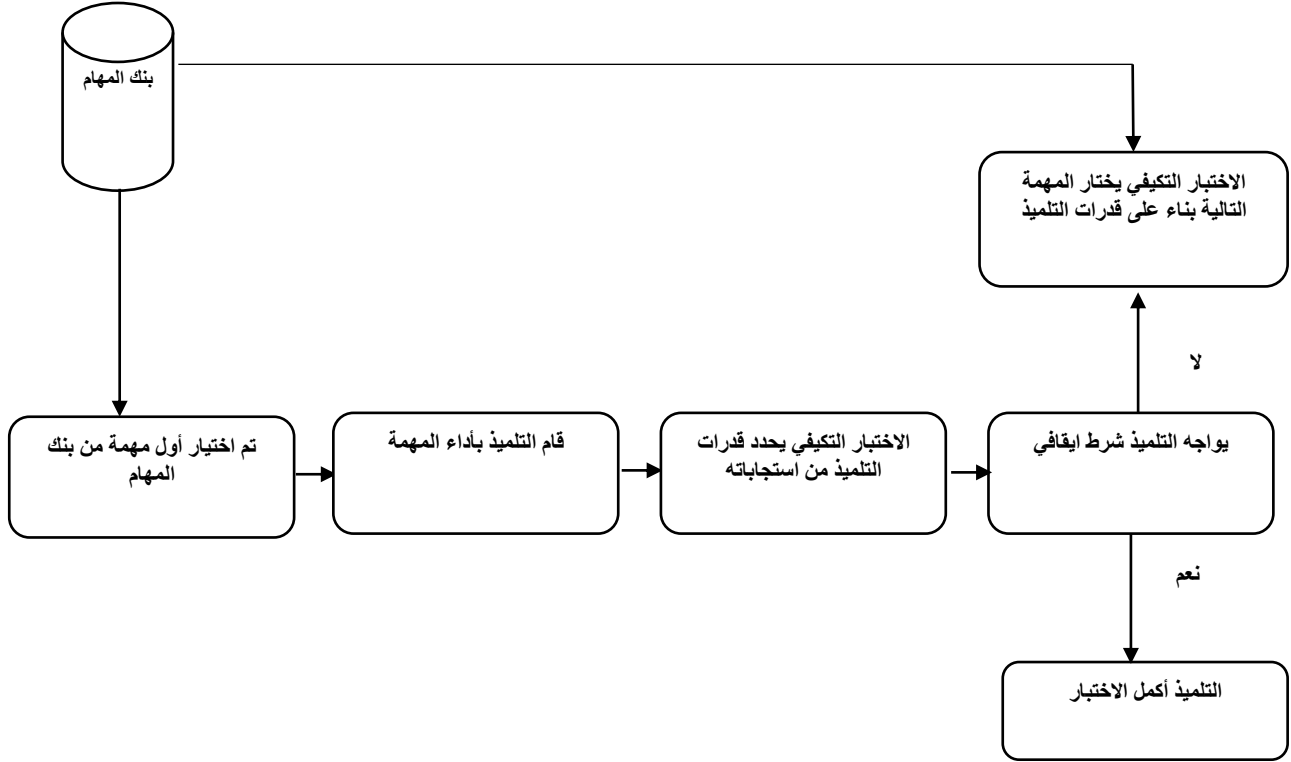 بنك المهام
الاختبار التكيفي يختار المهمة
التالية بناء على قدرات التلميذ
لا
تم اختيار أول مهمة من بنك
المهام
قام التلميذ بأداء المهمة
الاختبار التكيفي يحدد قدرات
التلميذ من استجاباته
يواجه التلميذ شرط ايقافي
نعم
التلميذ أكمل الاختبار